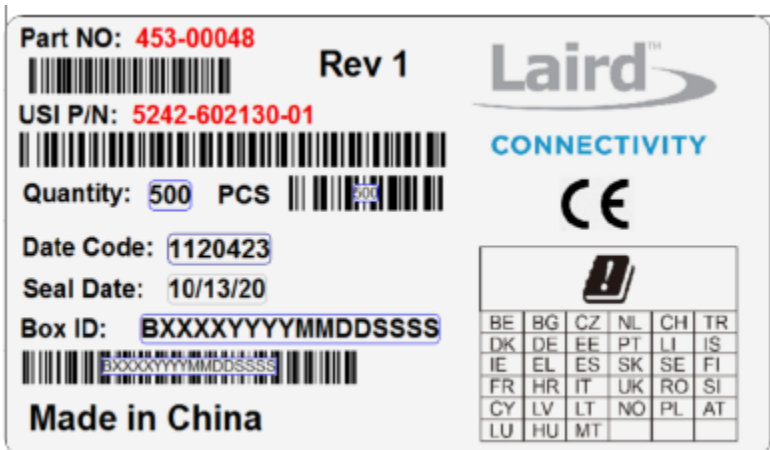 Part NO: 453-00048
Rev 1
USI P/N: 5242-602130-01
Quantity: 500 PCS
500
Date Code: 1120423
Seal Date: 10/13/20
Box ID: BXXXXYYYYMMDDSSSS
BXXXXYYYYMMDDSSSS
Made in China
Laird™
CONNECTIVITY
CE
!
BE BG CZ NL CH TR
DK DE EE PT LI IS
IE EL ES SK SE FI
FR HR IT UK RO SI
CY LV LT NO PL AT
LU HU MT